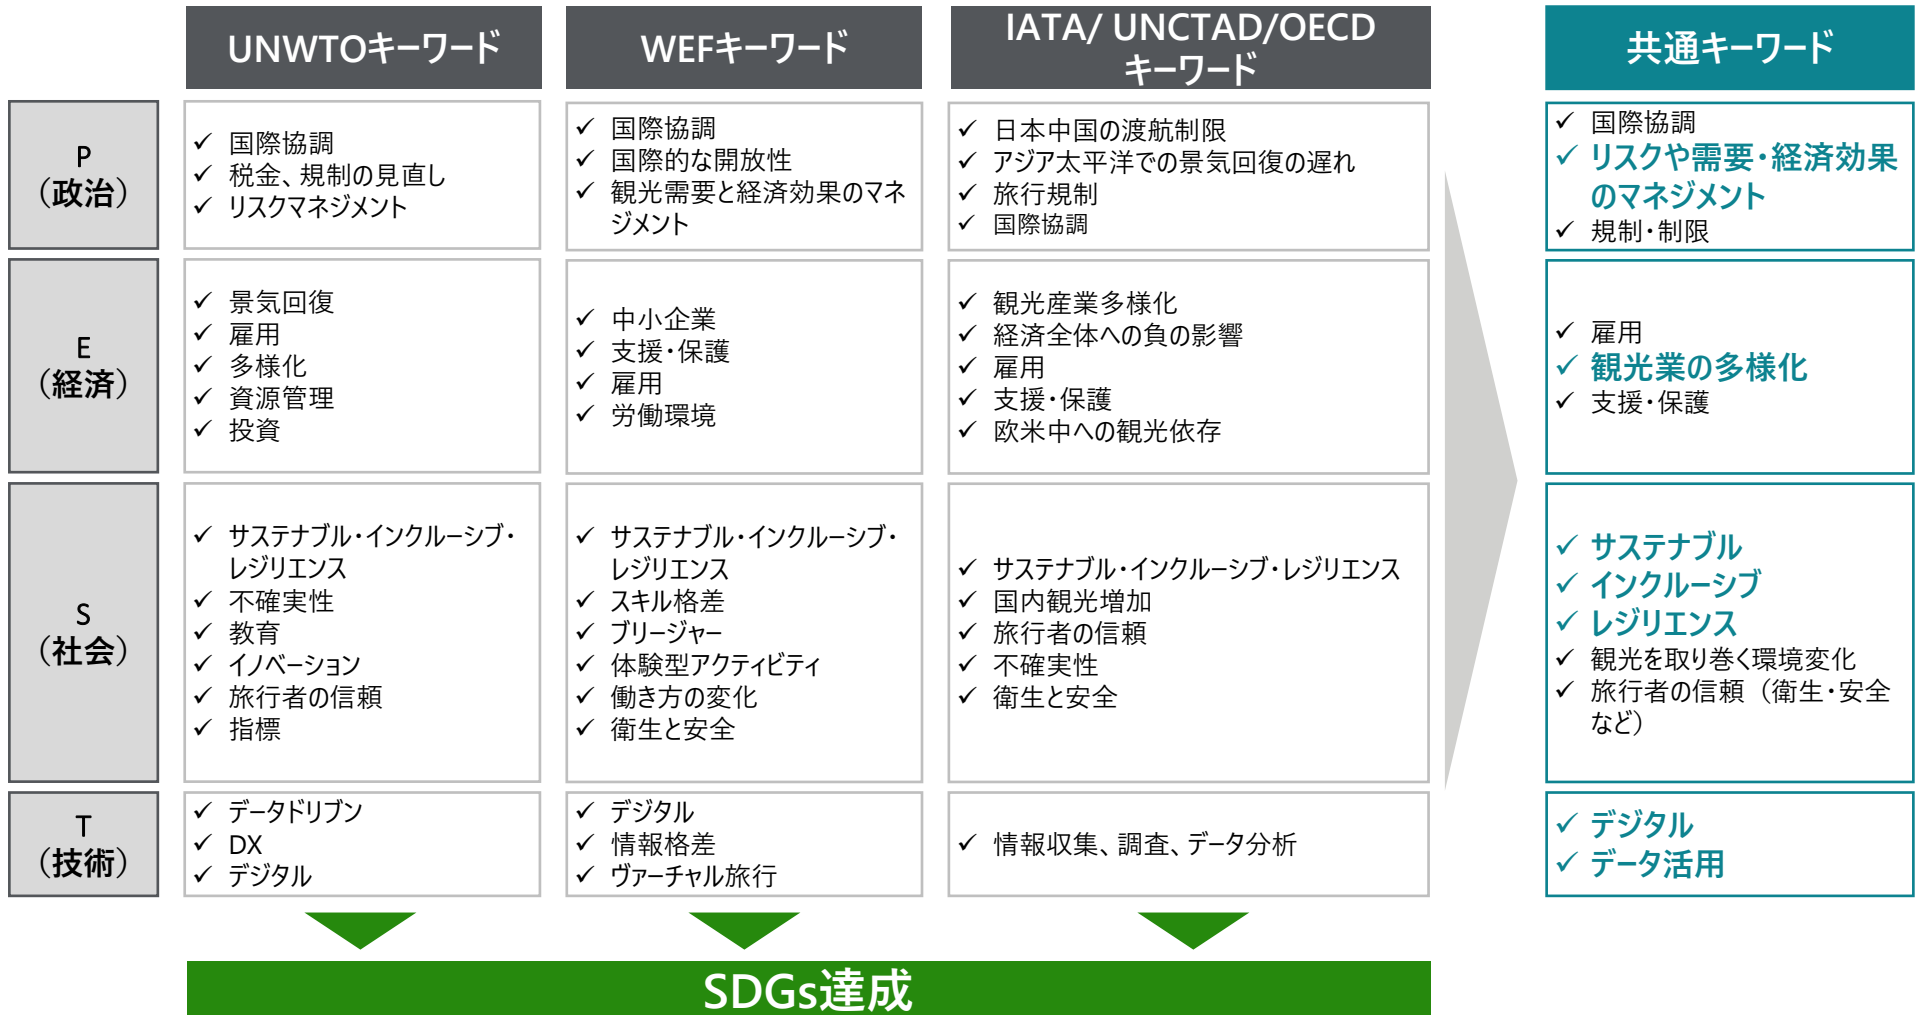 UNWTOキーワード
WEFキーワード
IATA/ UNCTAD/OECD
キーワード
共通キーワード
P
（政治）
✓ 国際協調
✓ 税金、規制の見直し
✓ リスクマネジメント
✓ 国際協調
✓ 国際的な開放性
✓ 観光需要と経済効果のマネ
ジメント
✓ 日本中国の渡航制限
✓ アジア太平洋での景気回復の遅れ
✓ 旅行規制
✓ 国際協調
✓ 国際協調
✓ リスクや需要・経済効果
のマネジメント
✓ 規制・制限
E
（経済）
✓ 景気回復
✓ 雇用
✓ 多様化
✓ 資源管理
✓ 投資
✓ 中小企業
✓ 支援・保護
✓ 雇用
✓ 労働環境
✓ 観光産業多様化
✓ 経済全体への負の影響
✓ 雇用
✓ 支援・保護
✓ 欧米中への観光依存
✓ 雇用
✓ 観光業の多様化
✓ 支援・保護
S
（社会）
✓ サステナブル・インクルーシブ・
レジリエンス
✓ 不確実性
✓ 教育
✓ イノベーション
✓ 旅行者の信頼
✓ 指標
✓ サステナブル・インクルーシブ・
レジリエンス
✓ スキル格差
✓ ブリージャー
✓ 体験型アクティビティ
✓ 働き方の変化
✓ 衛生と安全
✓ サステナブル・インクルーシブ・レジリエンス
✓ 国内観光増加
✓ 旅行者の信頼
✓ 不確実性
✓ 衛生と安全
✓ サステナブル
✓ インクルーシブ
✓ レジリエンス
✓ 観光を取り巻く環境変化
✓ 旅行者の信頼（衛生・安全
など）
T
（技術）
✓ データドリブン
✓ DX
✓ デジタル
✓ デジタル
✓ 情報格差
✓ ヴァーチャル旅行
✓ 情報収集、調査、データ分析
✓ デジタル
✓ データ活用
SDGs達成